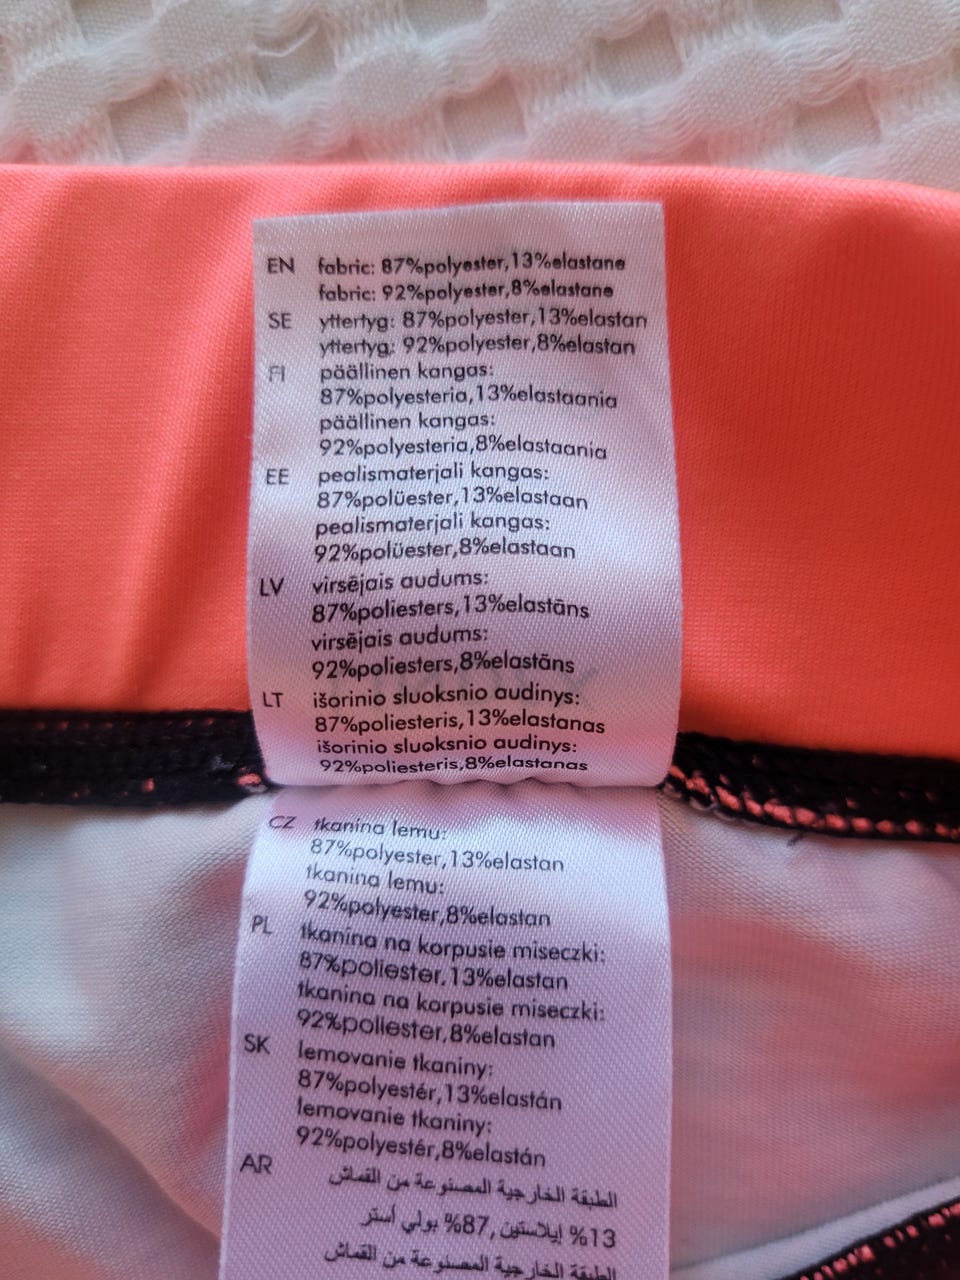 EN fabric: 87%polyester,13%elastane
fabric: 92%polyester,8%elastane
SE yttertyg: 87%polyester,13%elastan
yttertyg: 92%polyester,8%elastan
FI päällinen kangas:
87%polyesteria,13%elastaania
päällinen kangas:
92%polyesteria,8%elastaania
EE pealismaterjali kangas:
87%polüester,13%elastaan
pealismaterjali kangas:
92%polüester,8%elastaan
LV virsējais audums:
87%poliesters,13%elastāns
virsējais audums:
92%poliesters,8%elastāns
LT išorinio sluoksnio audinys:
87%poliesteris,13%elastanas
išorinio sluoksnio audinys:
92%poliesteris,8%elastanas
CZ tkanina lemu:
87%polyester,13%elastan
tkanina lemu:
92%polyester,8%elastan
PL tkanina na korpusie miseczki:
87%poliester,13%elastan
tkanina na korpusie miseczki:
92%poliester,8%elastan
SK lemovanie tkaniny:
87%polyestér,13%elastán
lemovanie tkaniny:
92%polyestér,8%elastán
AR الطبقة الخارجية المصنوعة من القماش
13% إيلاستين ,87% بولي أستر
الطبقة الخارجية المصنوعة من القماش